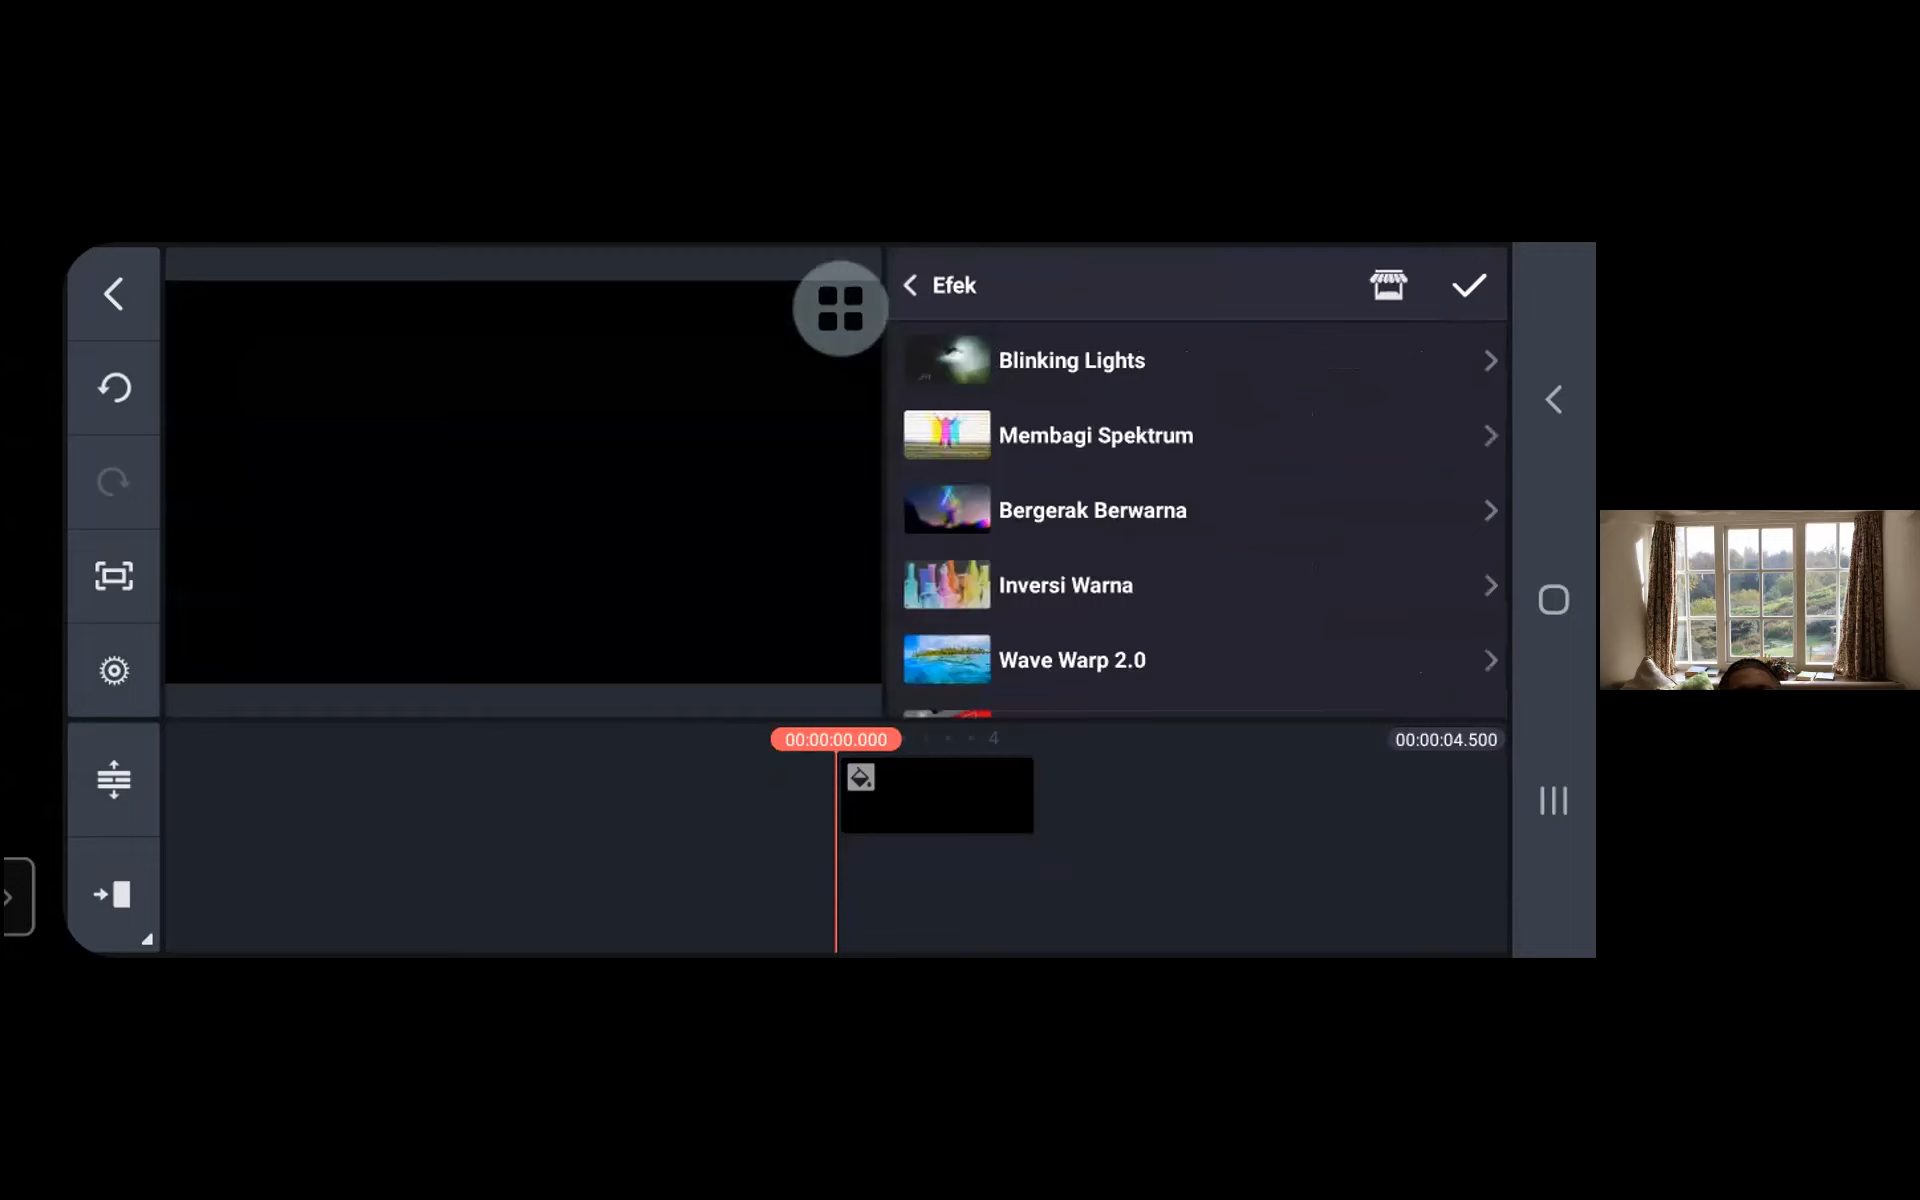 Efek
Blinking Lights
Membagi Spektrum
Bergerak Berwarna
Inversi Warna
Wave Warp 2.0
00:00:00.000
4
00:00:04.500